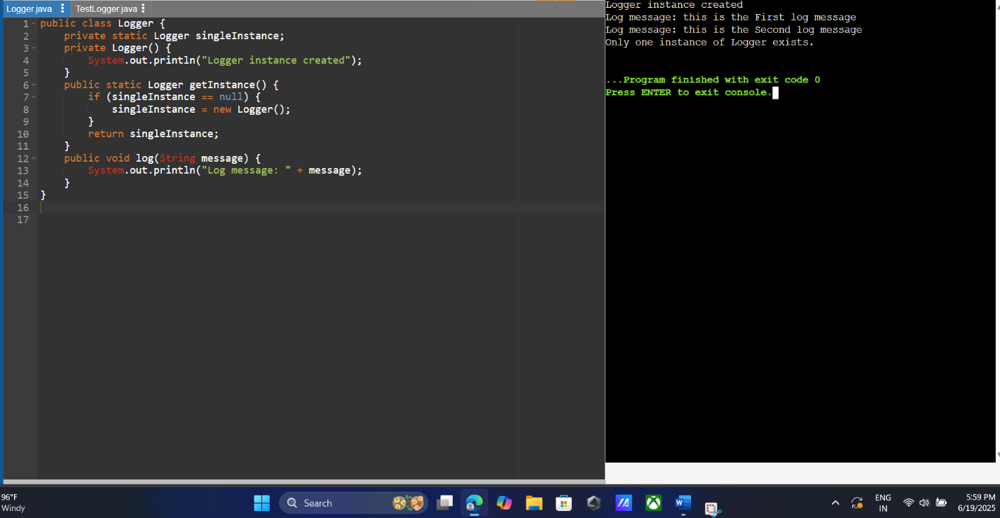 Logger.java
TestLogger.java
1 public class Logger {
2     private static Logger singleInstance;
3     private Logger() {
4         System.out.println("Logger instance created");
5     }
6     public static Logger getInstance() {
7         if (singleInstance == null) {
8             singleInstance = new Logger();
9         }
10         return singleInstance;
11     }
12     public void log(String message) {
13         System.out.println("Log message: " + message);
14     }
15 }
16
17
Logger instance created
Log message: this is the First log message
Log message: this is the Second log message
Only one instance of Logger exists.
...Program finished with exit code 0
Press ENTER to exit console.
96°F
Windy
Search
ENG
IN
5:59 PM
6/19/2025